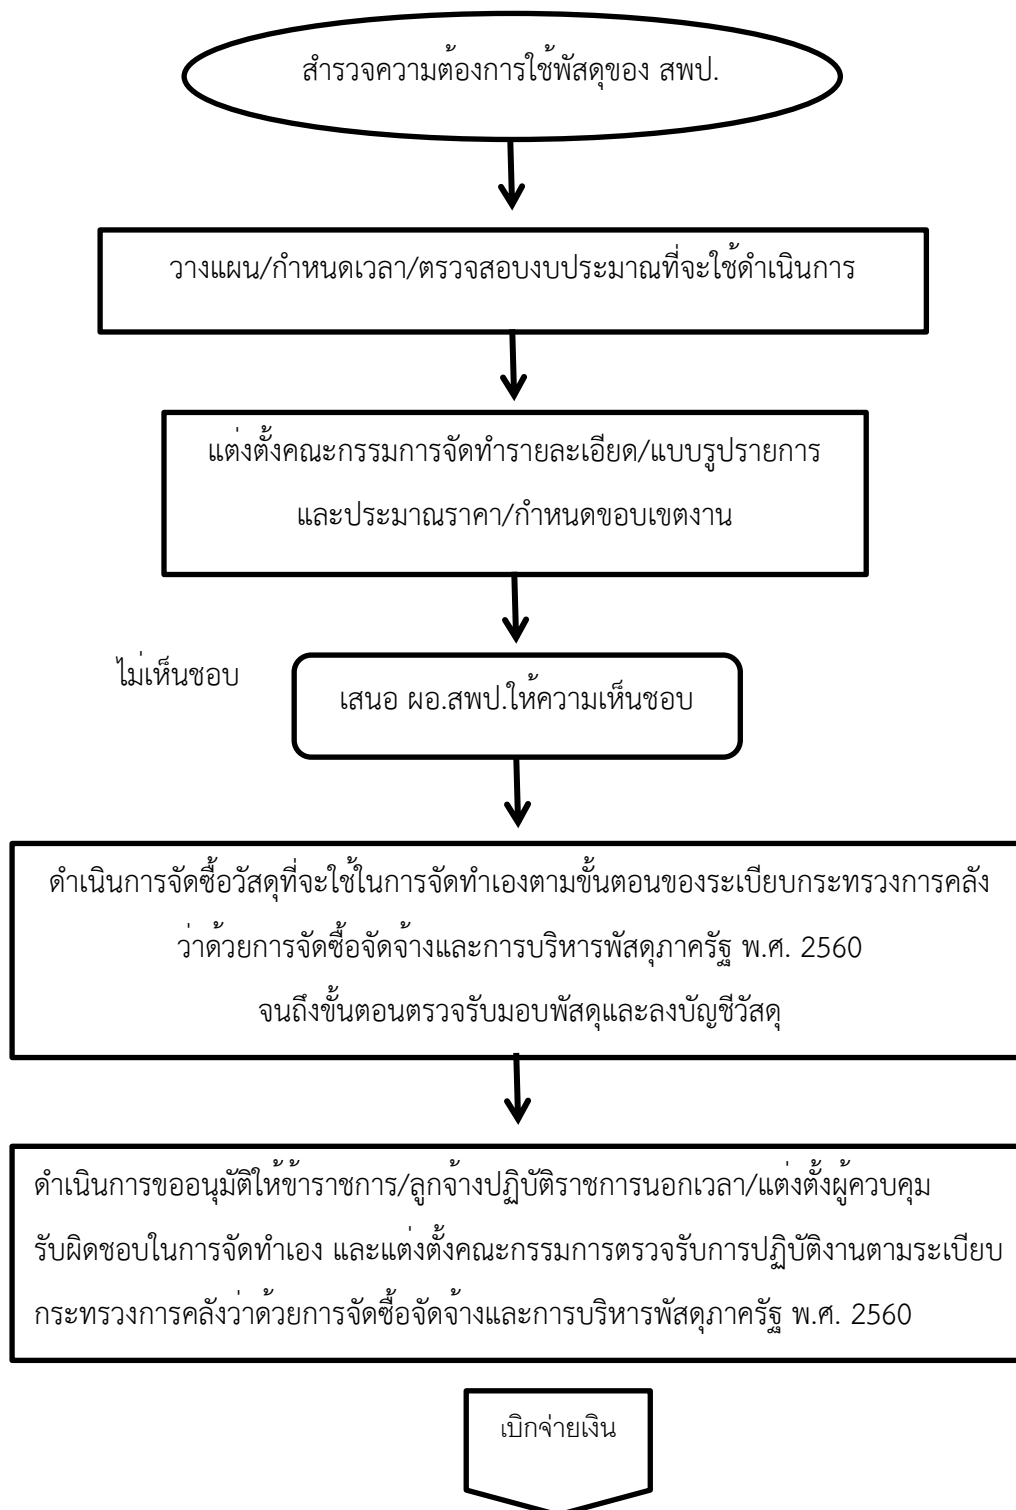 สำรวจความต้องการใช้พัสดุของ สพป.
วางแผน/กำหนดเวลา/ตรวจสอบงบประมาณที่จะใช้ดำเนินการ
แต่งตั้งคณะกรรมการจัดทำรายละเอียด/แบบรูปรายการ
และประมาณราคา/กำหนดขอบเขตงาน
ไม่เห็นชอบ
เสนอ ผอ.สพป.ให้ความเห็นชอบ
ดำเนินการจัดซื้อวัสดุที่จะใช้ในการจัดทำเองตามขั้นตอนของระเบียบกระทรวงการคลัง
ว่าด้วยการจัดซื้อจัดจ้างและการบริหารพัสดุภาครัฐ พ.ศ. 2560
จนถึงขั้นตอนตรวจรับมอบพัสดุและลงบัญชีวัสดุ
ดำเนินการขออนุมัติให้ข้าราชการ/ลูกจ้างปฏิบัติราชการนอกเวลา/แต่งตั้งผู้ควบคุม
รับผิดชอบในการจัดทำเอง และแต่งตั้งคณะกรรมการตรวจรับการปฏิบัติงานตามระเบียบ
กระทรวงการคลังว่าด้วยการจัดซื้อจัดจ้างและการบริหารพัสดุภาครัฐ พ.ศ. 2560
เบิกจ่ายเงิน